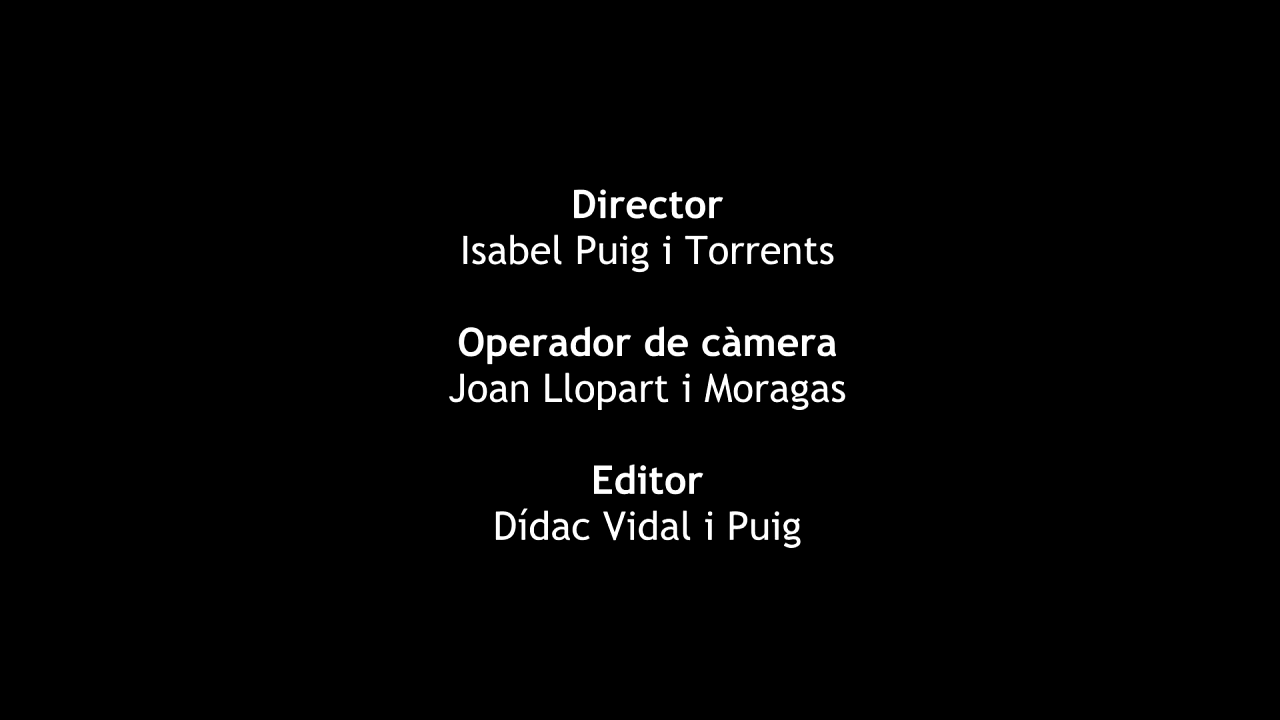 Director
Isabel Puig i Torrents
Operador de càmera
Joan Llopart i Moragas
Editor
Dídac Vidal i Puig